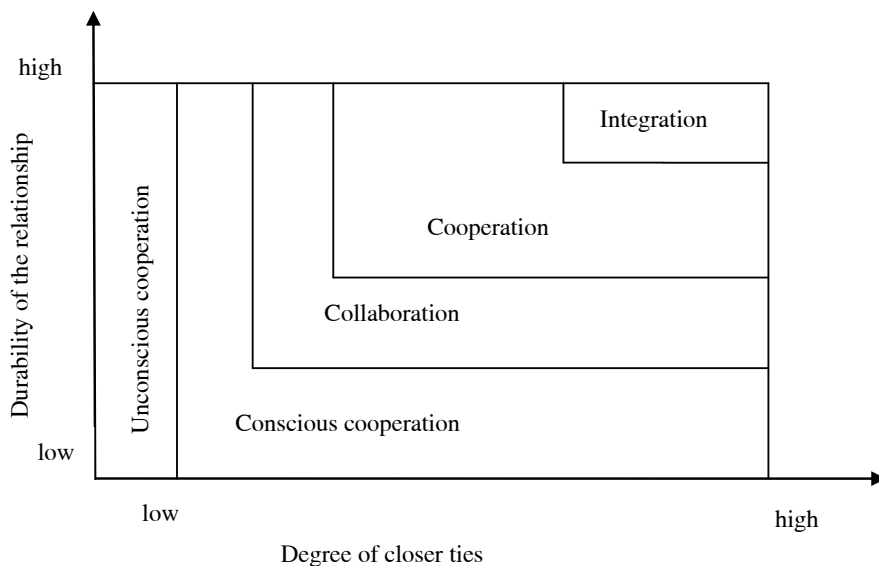 high
Integration
Durability of the relationship
Unconscious cooperation
Cooperation
Collaboration
Conscious cooperation
low
low
high
Degree of closer ties